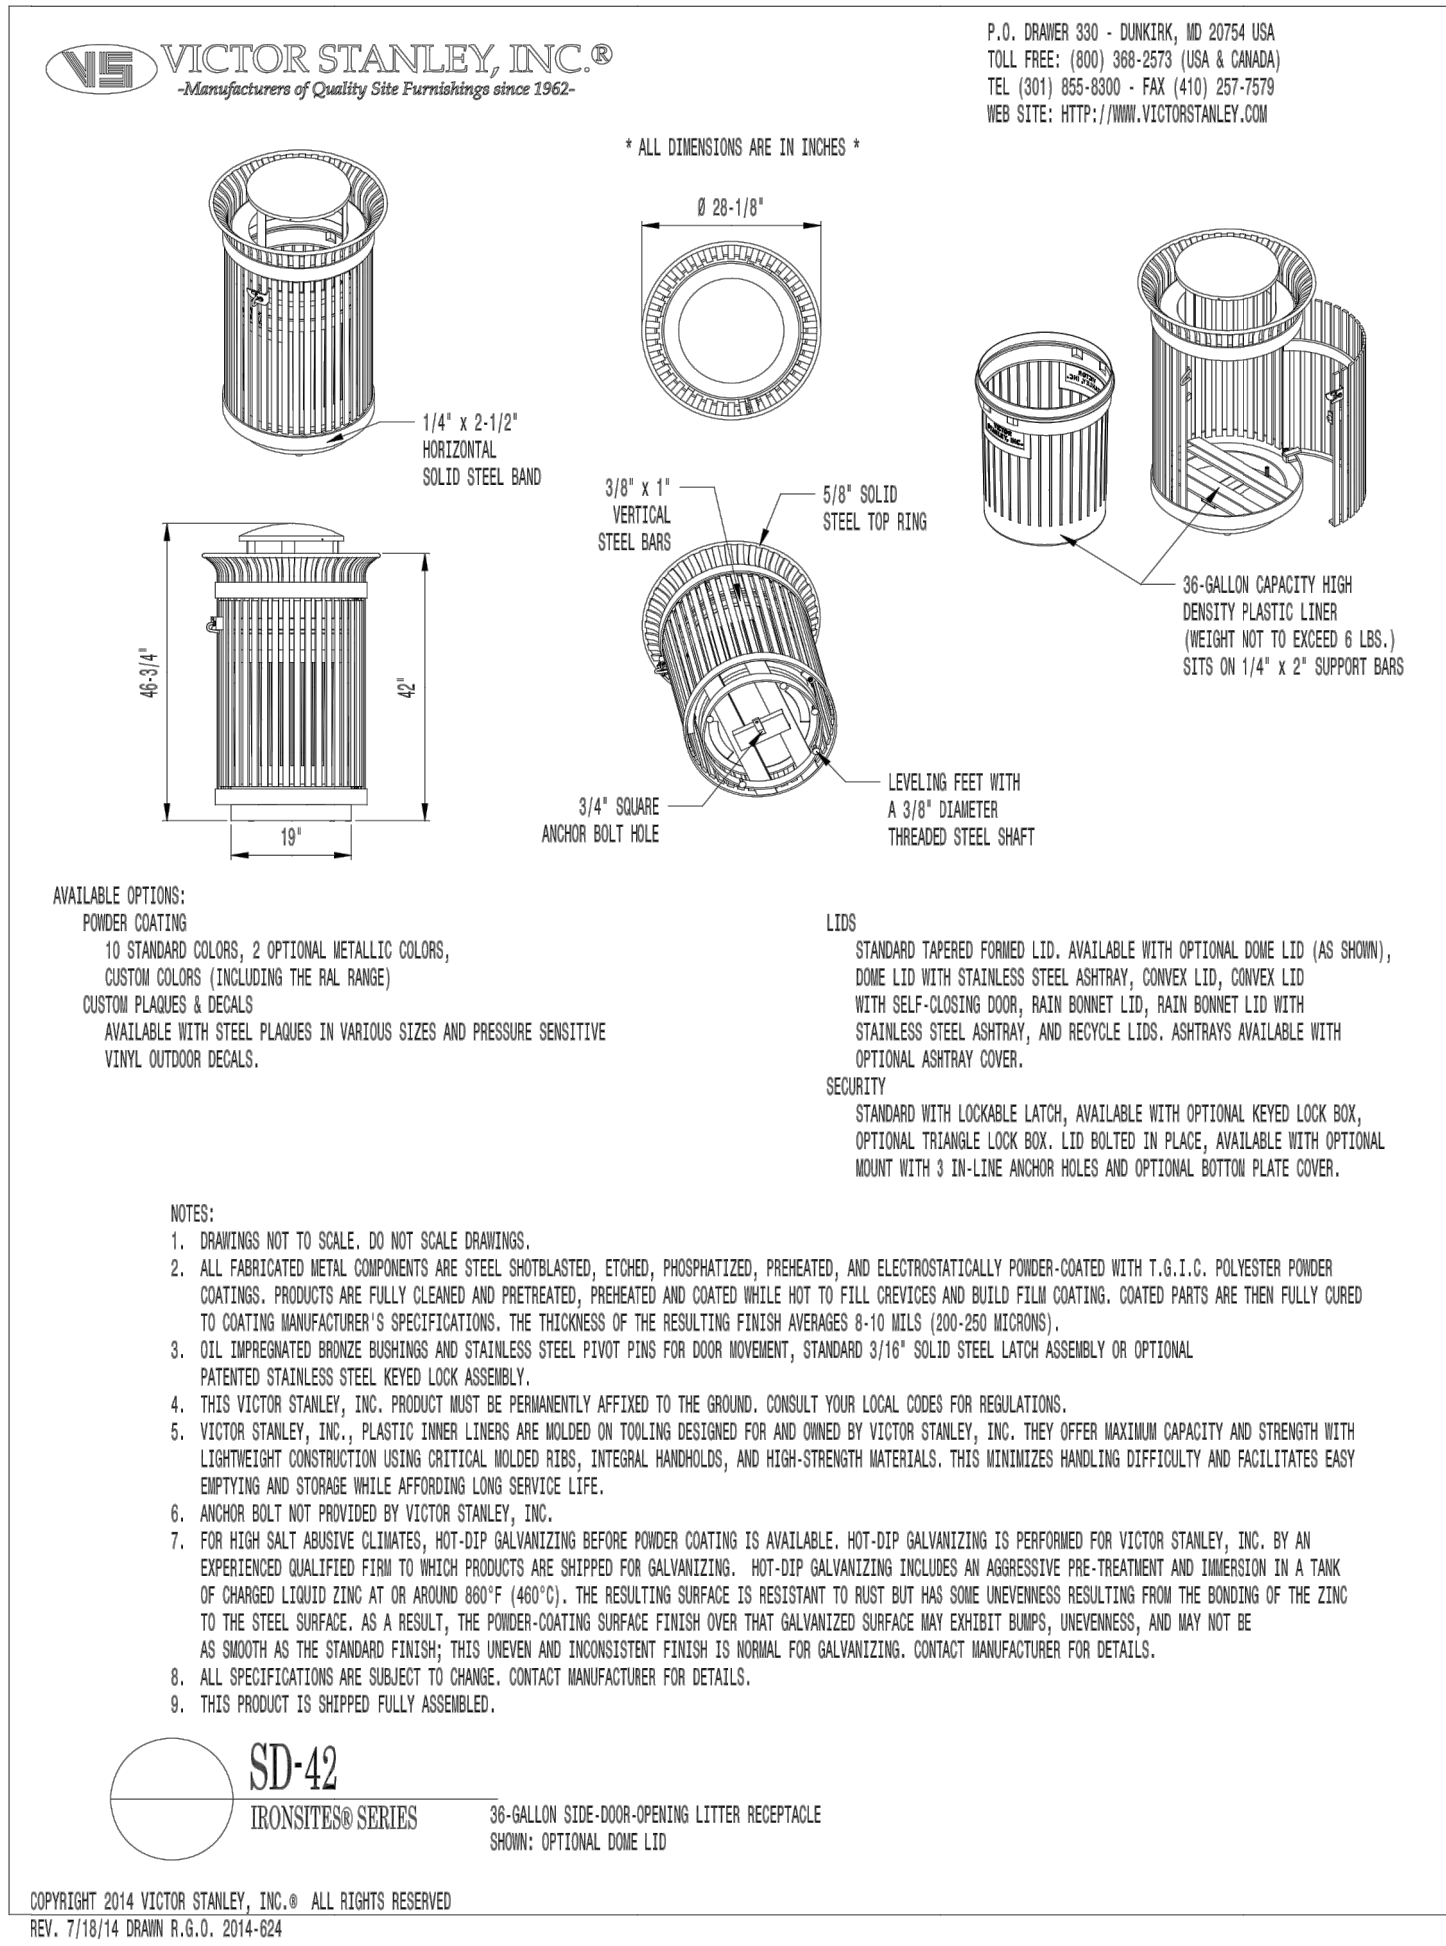 VS VICTOR STANLEY, INC.®
-Manufacturers of Quality Site Furnishings since 1962-
P.O. DRAWER 330 - DUNKIRK, MD 20754 USA
TOLL FREE: (800) 368-2573 (USA & CANADA)
TEL (301) 855-8300 - FAX (410) 257-7579
WEB SITE: HTTP://WWW.VICTORSTANLEY.COM
* ALL DIMENSIONS ARE IN INCHES *
Ø 28-1/8"
1/4" x 2-1/2"
HORIZONTAL
SOLID STEEL BAND
3/8" x 1"
VERTICAL
STEEL BARS
5/8" SOLID
STEEL TOP RING
VICTOR
STANLEY, INC.
36-GALLON CAPACITY HIGH
DENSITY PLASTIC LINER
(WEIGHT NOT TO EXCEED 6 LBS.)
SITS ON 1/4" x 2" SUPPORT BARS
46-3/4"
42"
19"
3/4" SQUARE
ANCHOR BOLT HOLE
LEVELING FEET WITH
A 3/8" DIAMETER
THREADED STEEL SHAFT
AVAILABLE OPTIONS:
POWDER COATING
10 STANDARD COLORS, 2 OPTIONAL METALLIC COLORS,
CUSTOM COLORS (INCLUDING THE RAL RANGE)
CUSTOM PLAQUES & DECALS
AVAILABLE WITH STEEL PLAQUES IN VARIOUS SIZES AND PRESSURE SENSITIVE
VINYL OUTDOOR DECALS.
LIDS
STANDARD TAPERED FORMED LID. AVAILABLE WITH OPTIONAL DOME LID (AS SHOWN),
DOME LID WITH STAINLESS STEEL ASHTRAY, CONVEX LID, CONVEX LID
WITH SELF-CLOSING DOOR, RAIN BONNET LID, RAIN BONNET LID WITH
STAINLESS STEEL ASHTRAY, AND RECYCLE LIDS. ASHTRAYS AVAILABLE WITH
OPTIONAL ASHTRAY COVER.
SECURITY
STANDARD WITH LOCKABLE LATCH, AVAILABLE WITH OPTIONAL KEYED LOCK BOX,
OPTIONAL TRIANGLE LOCK BOX. LID BOLTED IN PLACE, AVAILABLE WITH OPTIONAL
MOUNT WITH 3 IN-LINE ANCHOR HOLES AND OPTIONAL BOTTOM PLATE COVER.
NOTES:
1. DRAWINGS NOT TO SCALE. DO NOT SCALE DRAWINGS.
2. ALL FABRICATED METAL COMPONENTS ARE STEEL SHOTBLASTED, ETCHED, PHOSPHATIZED, PREHEATED, AND ELECTROSTATICALLY POWDER-COATED WITH T.G.I.C. POLYESTER POWDER
COATINGS. PRODUCTS ARE FULLY CLEANED AND PRETREATED, PREHEATED AND COATED WHILE HOT TO FILL CREVICES AND BUILD FILM COATING. COATED PARTS ARE THEN FULLY CURED
TO COATING MANUFACTURER'S SPECIFICATIONS. THE THICKNESS OF THE RESULTING FINISH AVERAGES 8-10 MILS (200-250 MICRONS).
3. OIL IMPREGNATED BRONZE BUSHINGS AND STAINLESS STEEL PIVOT PINS FOR DOOR MOVEMENT, STANDARD 3/16" SOLID STEEL LATCH ASSEMBLY OR OPTIONAL
PATENTED STAINLESS STEEL KEYED LOCK ASSEMBLY.
4. THIS VICTOR STANLEY, INC. PRODUCT MUST BE PERMANENTLY AFFIXED TO THE GROUND. CONSULT YOUR LOCAL CODES FOR REGULATIONS.
5. VICTOR STANLEY, INC., PLASTIC INNER LINERS ARE MOLDED ON TOOLING DESIGNED FOR AND OWNED BY VICTOR STANLEY, INC. THEY OFFER MAXIMUM CAPACITY AND STRENGTH WITH
LIGHTWEIGHT CONSTRUCTION USING CRITICAL MOLDED RIBS, INTEGRAL HANDHOLDS, AND HIGH-STRENGTH MATERIALS. THIS MINIMIZES HANDLING DIFFICULTY AND FACILITATES EASY
EMPTYING AND STORAGE WHILE AFFORDING LONG SERVICE LIFE.
6. ANCHOR BOLT NOT PROVIDED BY VICTOR STANLEY, INC.
7. FOR HIGH SALT ABUSIVE CLIMATES, HOT-DIP GALVANIZING BEFORE POWDER COATING IS AVAILABLE. HOT-DIP GALVANIZING IS PERFORMED FOR VICTOR STANLEY, INC. BY AN
EXPERIENCED QUALIFIED FIRM TO WHICH PRODUCTS ARE SHIPPED FOR GALVANIZING. HOT-DIP GALVANIZING INCLUDES AN AGGRESSIVE PRE-TREATMENT AND IMMERSION IN A TANK
OF CHARGED LIQUID ZINC AT OR AROUND 860°F (460°C). THE RESULTING SURFACE IS RESISTANT TO RUST BUT HAS SOME UNEVENNESS RESULTING FROM THE BONDING OF THE ZINC
TO THE STEEL SURFACE. AS A RESULT, THE POWDER-COATING SURFACE FINISH OVER THAT GALVANIZED SURFACE MAY EXHIBIT BUMPS, UNEVENNESS, AND MAY NOT BE
AS SMOOTH AS THE STANDARD FINISH; THIS UNEVEN AND INCONSISTENT FINISH IS NORMAL FOR GALVANIZING. CONTACT MANUFACTURER FOR DETAILS.
8. ALL SPECIFICATIONS ARE SUBJECT TO CHANGE. CONTACT MANUFACTURER FOR DETAILS.
9. THIS PRODUCT IS SHIPPED FULLY ASSEMBLED.
SD-42
IRONSITES® SERIES
36-GALLON SIDE-DOOR-OPENING LITTER RECEPTACLE
SHOWN: OPTIONAL DOME LID
COPYRIGHT 2014 VICTOR STANLEY, INC.® ALL RIGHTS RESERVED
REV. 7/18/14 DRAWN R.G.O. 2014-624